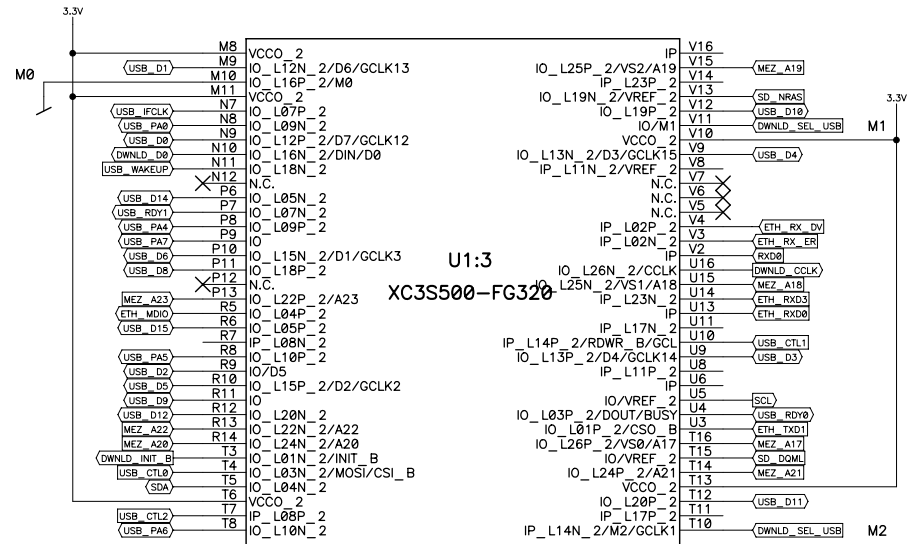 3.3V
M0
M8 VCCO_2
USB_D1 M9 IO_L12N_2/D6/GCLK13
M10 IO_L16P_2/M0
M11 VCCO_2
USB_IFCLK N7 IO_L07P_2
USB_PA0 N8 IO_L09N_2
USB_D0 N9 IO_L12P_2/D7/GCLK12
DWNLD_D0 N10 IO_L16N_2/DIN/D0
USB_WAKEUP N11 IO_L18N_2
N12 N.C.
USB_D14 P6 IO_L05N_2
USB_RDY1 P7 IO_L07N_2
USB_PA4 P8 IO_L09P_2
USB_PA7 P9 IO
USB_D6 P10 IO_L15N_2/D1/GCLK3
USB_D8 P11 IO_L18P_2
P12 N.C.
MEZ_A23 P13 IO_L22P_2/A23
ETH_MDIO R5 IO_L04P_2
USB_D15 R6 IO_L05P_2
R7 IP_L08N_2
USB_PA5 R8 IO_L10P_2
USB_D2 R9 IO/D5
USB_D5 R10 IO_L15P_2/D2/GCLK2
USB_D9 R11 IO
USB_D12 R12 IO_L20N_2
MEZ_A22 R13 IO_L22N_2/A22
MEZ_A20 R14 IO_L24N_2/A20
DWNLD_INIT_B T3 IO_L01N_2/INIT_B
USB_CTL0 T4 IO_L03N_2/MOSI/CSI_B
SDA T5 IO_L04N_2
T6 VCCO_2
USB_CTL2 T7 IP_L08P_2
USB_PA6 T8 IO_L10N_2
U1:3
XC3S500-FG320
IP V16
IO_L25P_2/VS2/A19 V15 MEZ_A19
IP_L23P_2 V14
IO_L19N_2/VREF_2 V13 SD_NRAS
IO_L19P_2 V12 USB_D10
IO/M1 V11 DWNLD_SEL_USB M1
VCCO_2 V10
3.3V
IO_L13N_2/D3/GCLK15 V9 USB_D4
IP_L11N_2/VREF_2 V8
N.C. V7
N.C. V6
N.C. V5
IP_L02P_2 V4 ETH_RX_DV
IP_L02N_2 V3 ETH_RX_ER
IP V2 RXD0
IO_L26N_2/CCLK U16 DWNLD_CCLK
IO_L25N_2/VS1/A18 U15 MEZ_A18
IP_L23N_2 U14 ETH_RXD3
IP U13 ETH_RXD0
IP_L17N_2 U11
IP_L14P_2/RDWR_B/GCL U10 USB_CTL1
IO_L13P_2/D4/GCLK14 U9 USB_D3
IP_L11P_2 U8
IP U6
IO/VREF_2 U5 SCL
IO_L03P_2/DOUT/BUSY U4 USB_RDY0
IO_L01P_2/CSO_B U3 ETH_TXD1
IO_L26P_2/VS0/A17 T16 MEZ_A17
IO/VREF_2 T15 SD_DQML
IO_L24P_2/A21 T14 MEZ_A21
VCCO_2 T13
IO_L20P_2 T12 USB_D11
IP_L17P_2 T11
IP_L14N_2/M2/GCLK1 T10 DWNLD_SEL_USB M2